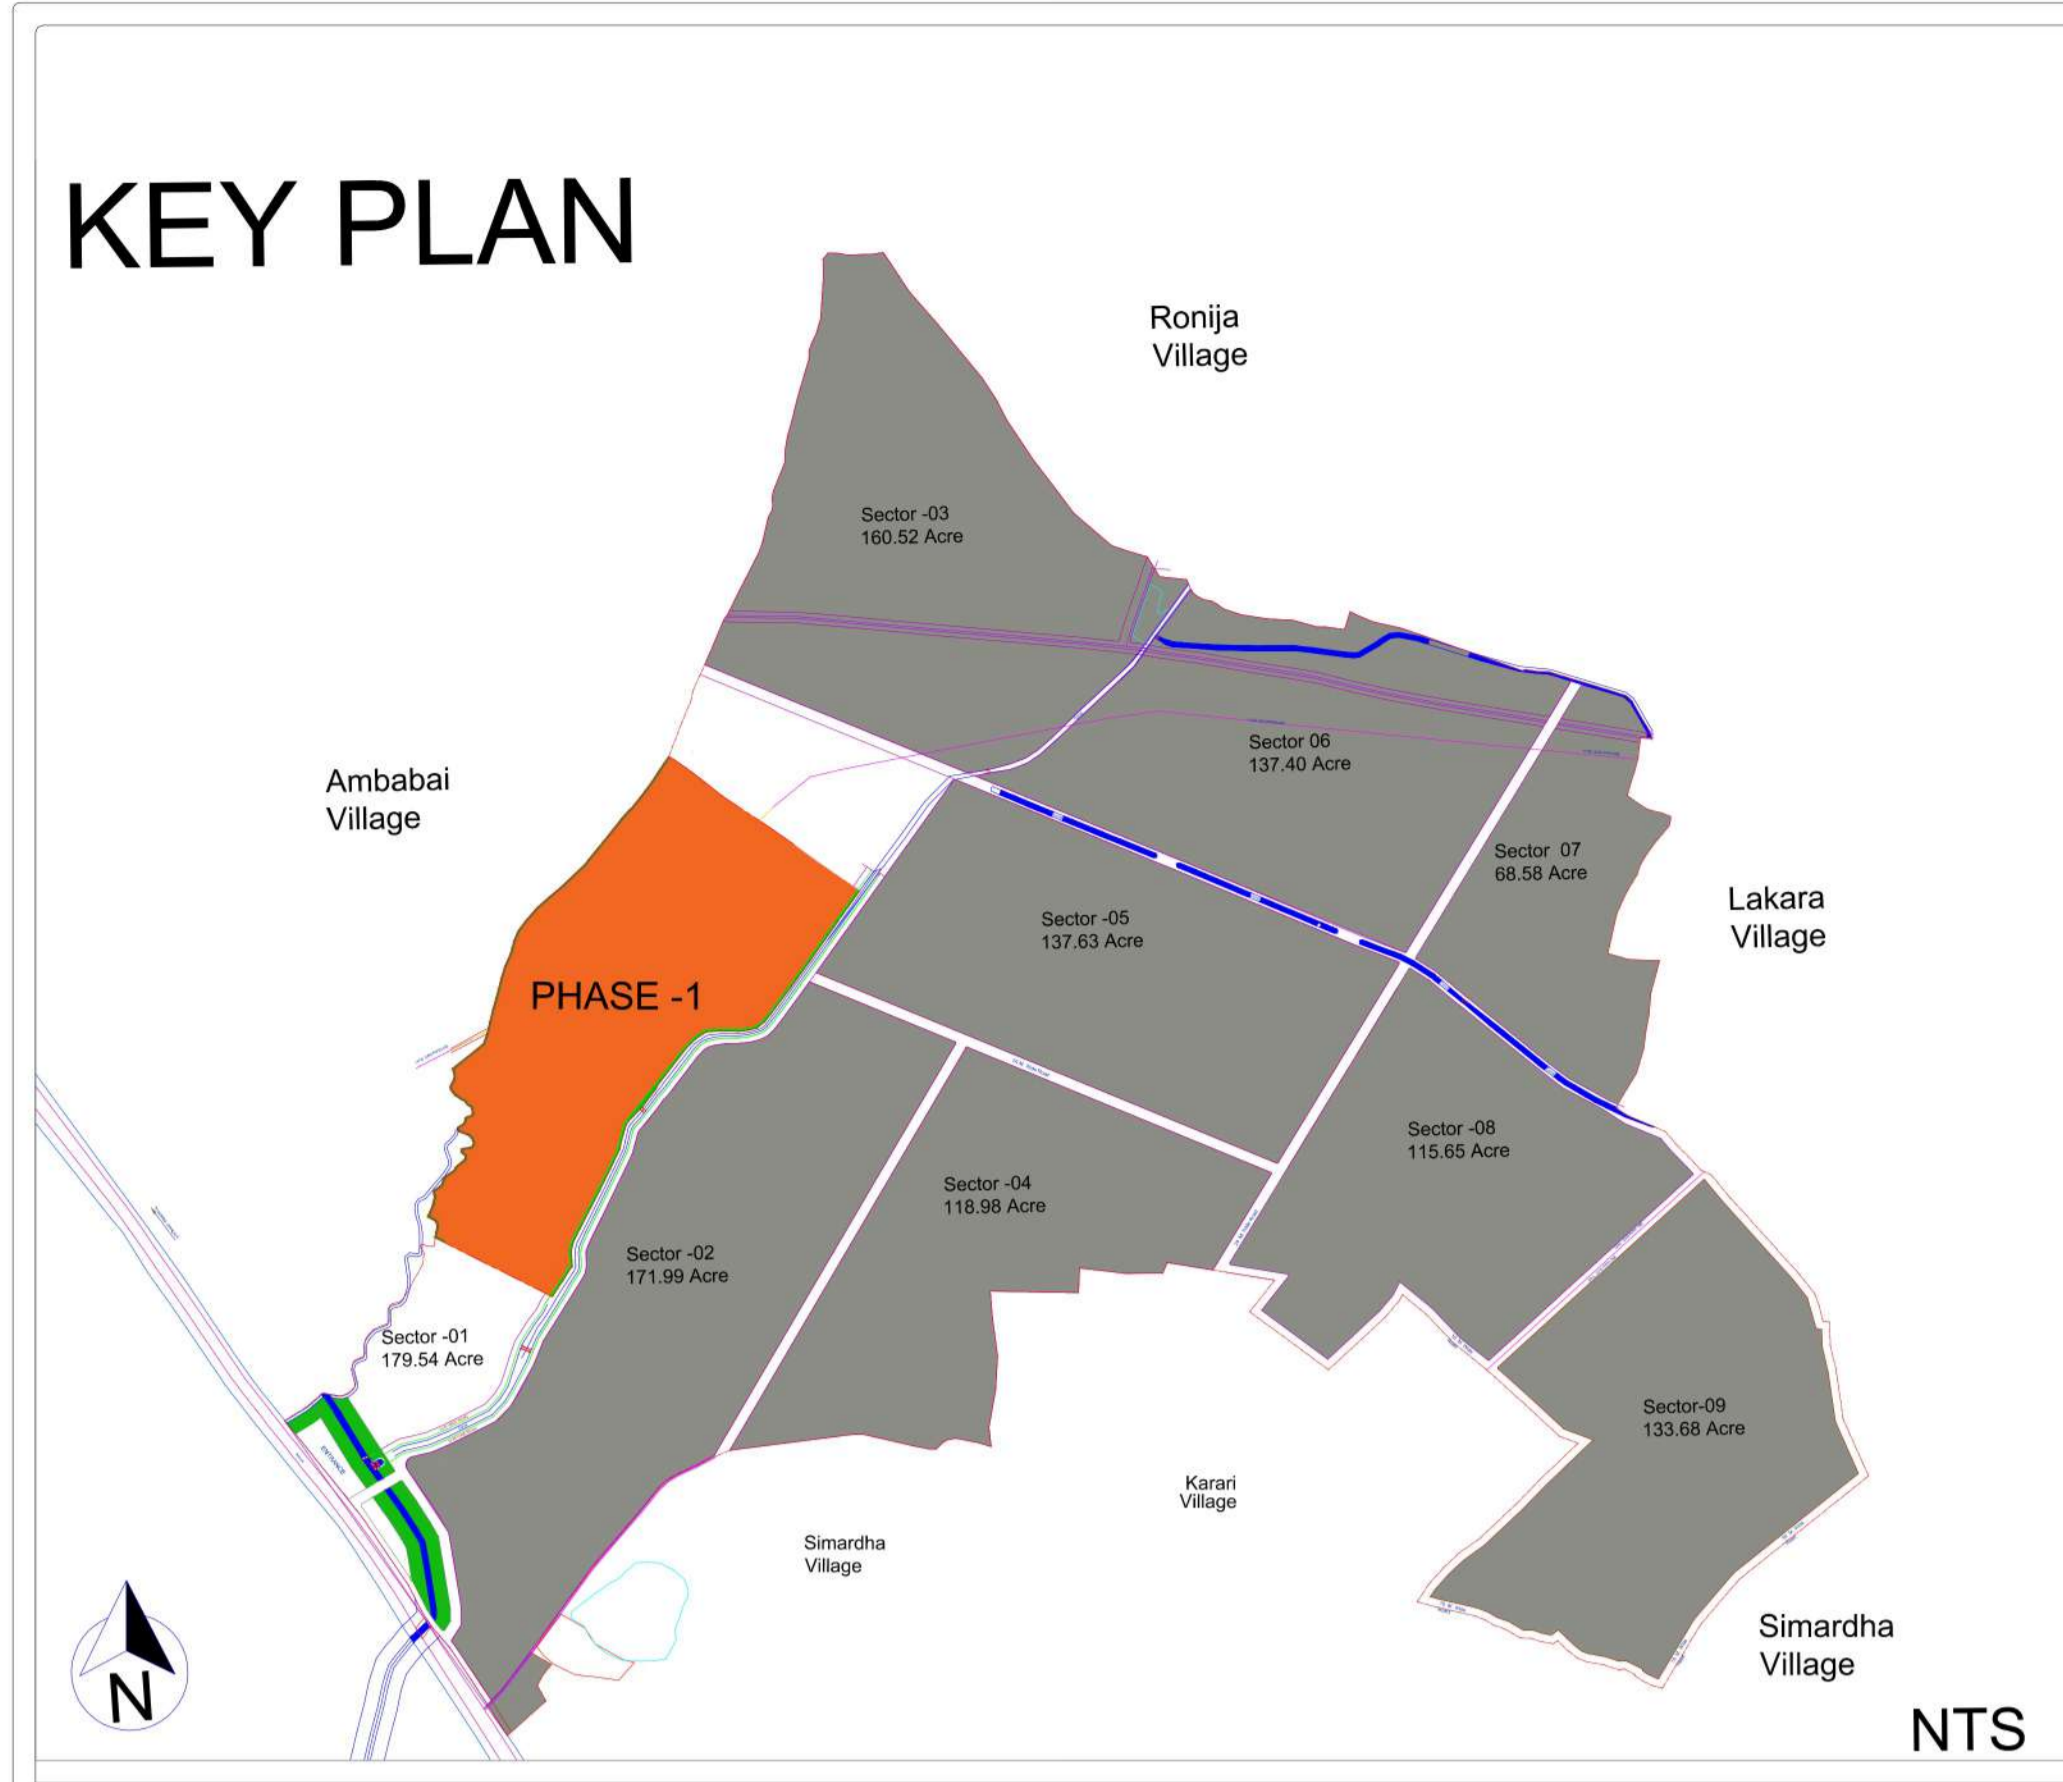 KEY PLAN
Ronija
Village
Sector -03
160.52 Acre
Sector 06
137.40 Acre
Ambabai
Village
Sector 07
68.58 Acre
Lakara
Village
Sector -05
137.63 Acre
PHASE -1
Sector -08
115.65 Acre
Sector -04
118.98 Acre
Sector -02
171.99 Acre
Sector -01
179.54 Acre
Sector-09
133.68 Acre
ENTRANCE
Karari
Village
Simardha
Village
Simardha
Village
N
NTS